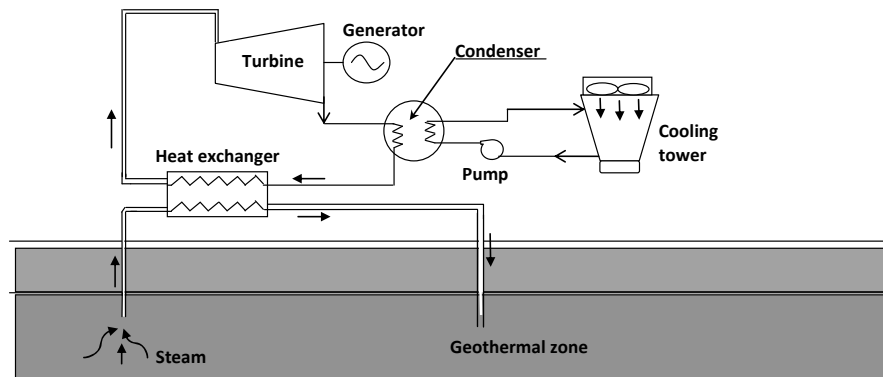 Generator
Condenser
Turbine
Cooling
tower
Heat exchanger
Pump
Steam
Geothermal zone